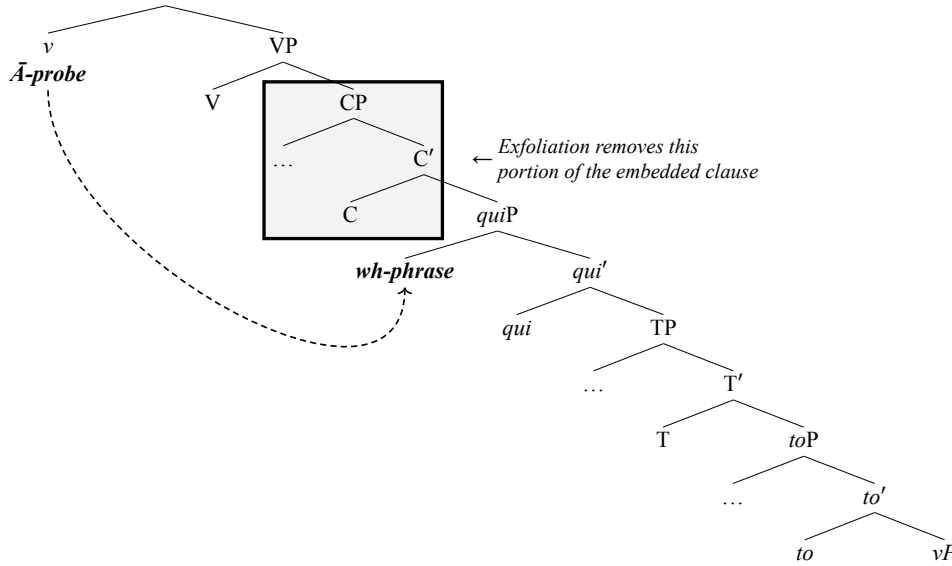 v VP
Ā-probe
V CP
… C′ ← Exfoliation removes this
portion of the embedded clause
C quiP
wh-phrase qui′
qui TP
… T′
T toP
… to′
to vP